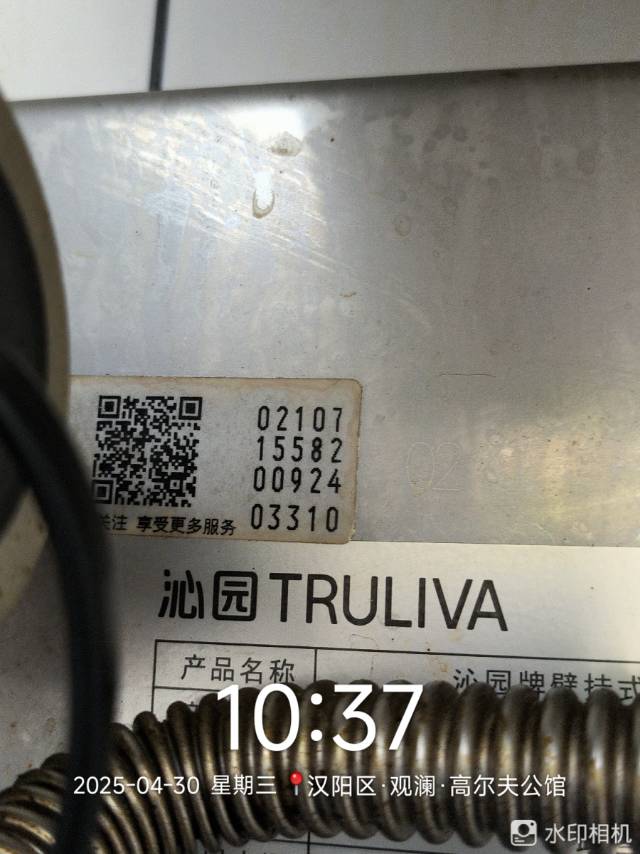 02107
15582
00924
03310
关注 享受更多服务
沁园TRULIVA
产品名称
沁园牌壁挂式
10:37
2025-04-30 星期三 汉阳区·观澜·高尔夫公馆
水印相机